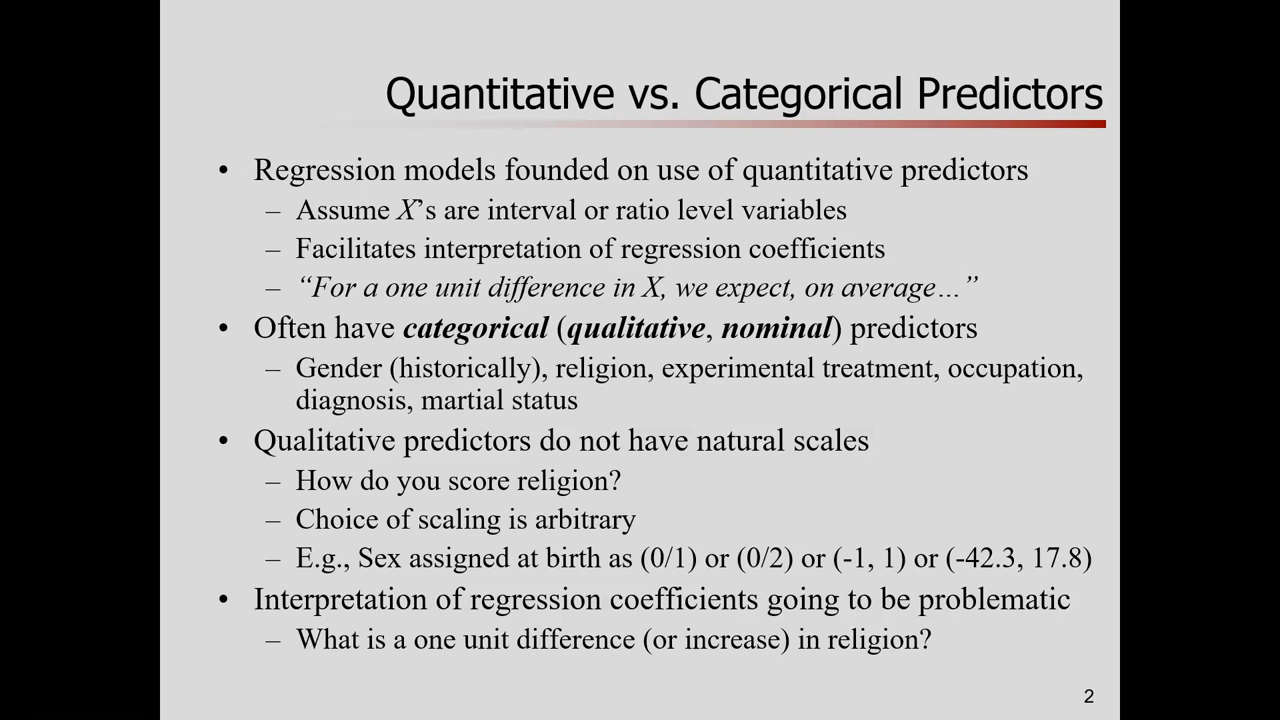 Quantitative vs. Categorical Predictors
• Regression models founded on use of quantitative predictors
– Assume X’s are interval or ratio level variables
– Facilitates interpretation of regression coefficients
– “For a one unit difference in X, we expect, on average…”
• Often have categorical (qualitative, nominal) predictors
– Gender (historically), religion, experimental treatment, occupation,
diagnosis, martial status
• Qualitative predictors do not have natural scales
– How do you score religion?
– Choice of scaling is arbitrary
– E.g., Sex assigned at birth as (0/1) or (0/2) or (-1, 1) or (-42.3, 17.8)
• Interpretation of regression coefficients going to be problematic
– What is a one unit difference (or increase) in religion?
2